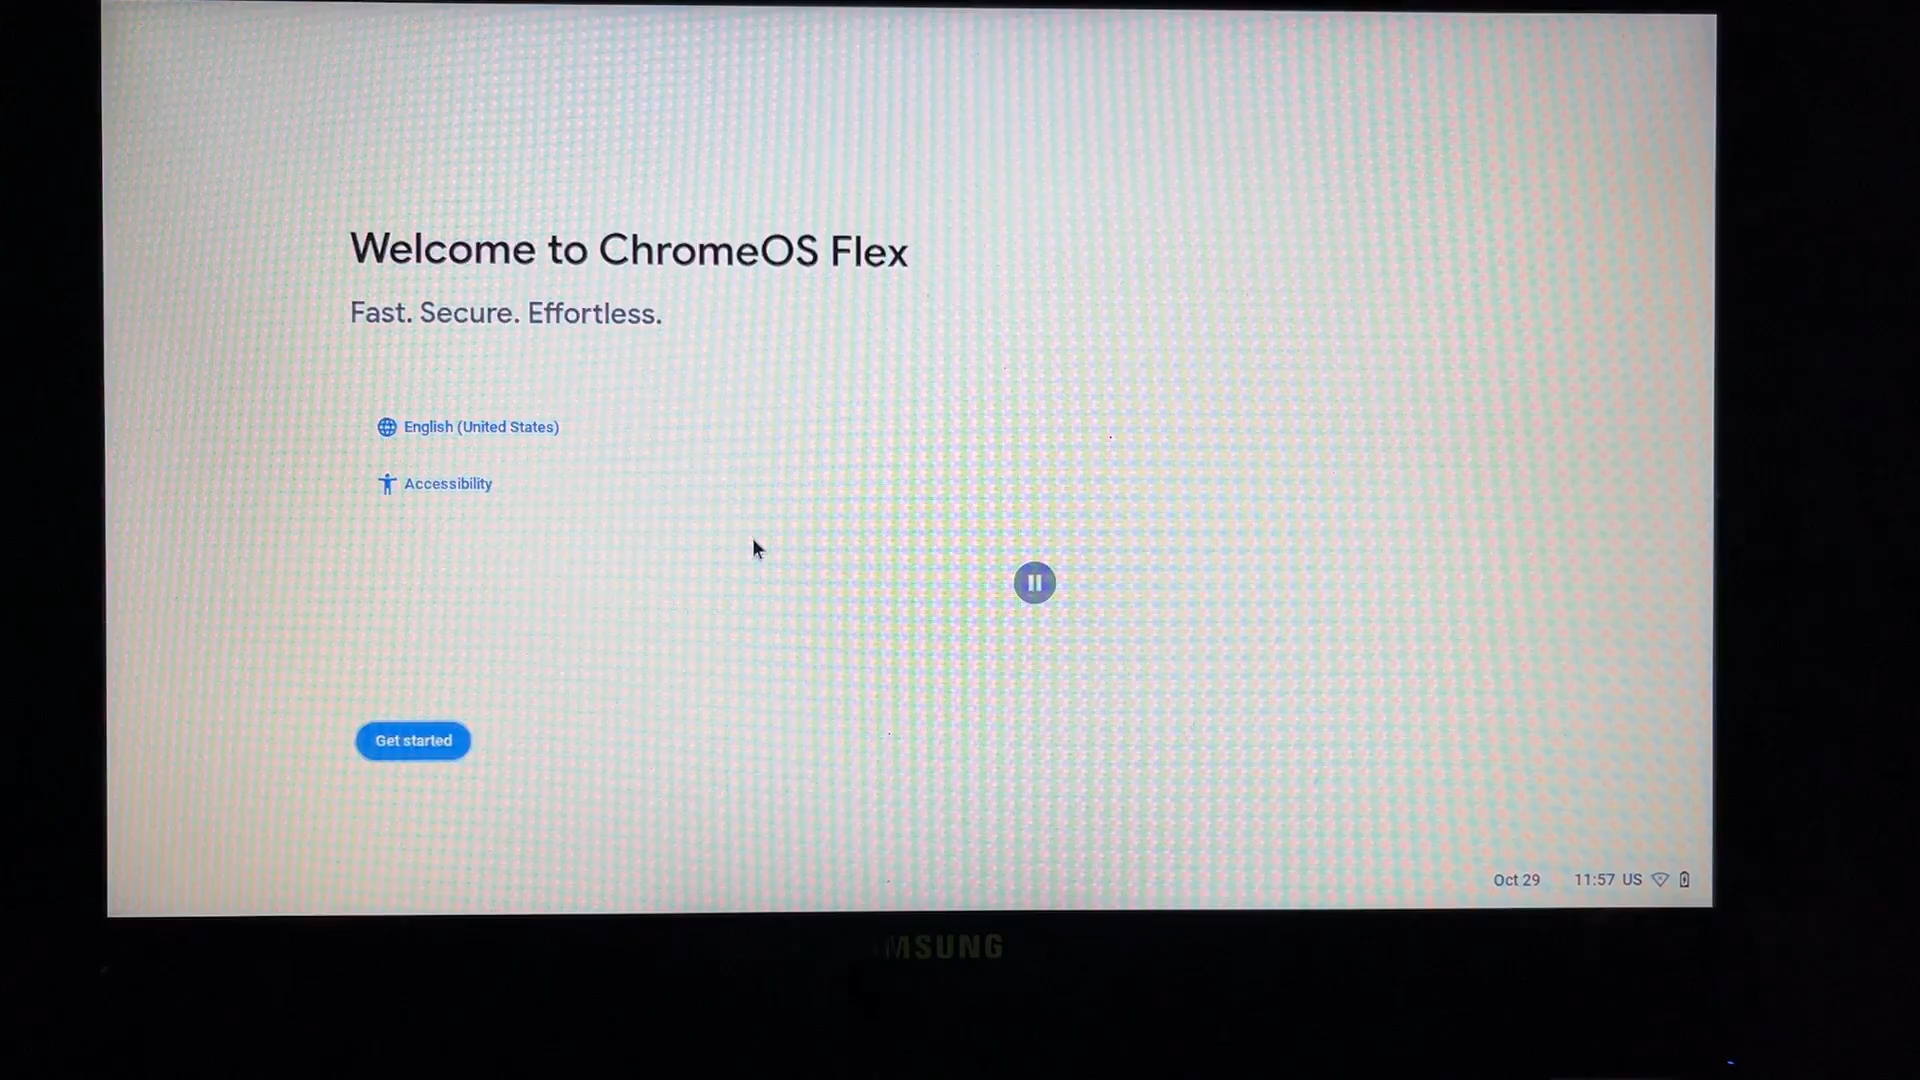 Welcome to ChromeOS Flex
Fast. Secure. Effortless.
English (United States)
Accessibility
Get started
Oct 29 11:57 US
MSUNG